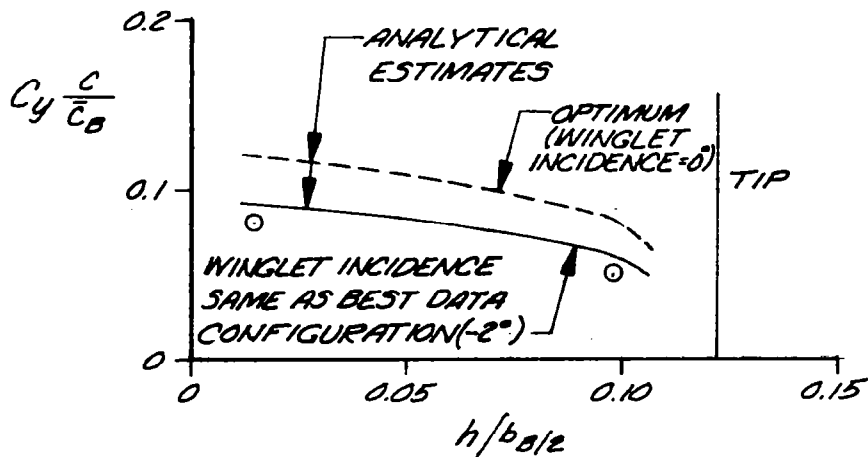 0.2
ANALYTICAL
ESTIMATES
Cy c/c̄B
OPTIMUM
(WINGLET
INCIDENCE=0°)
TIP
0.1
WINGLET INCIDENCE
SAME AS BEST DATA
CONFIGURATION(-2°)
0
0 0.05 0.10 0.15
h/bB/2